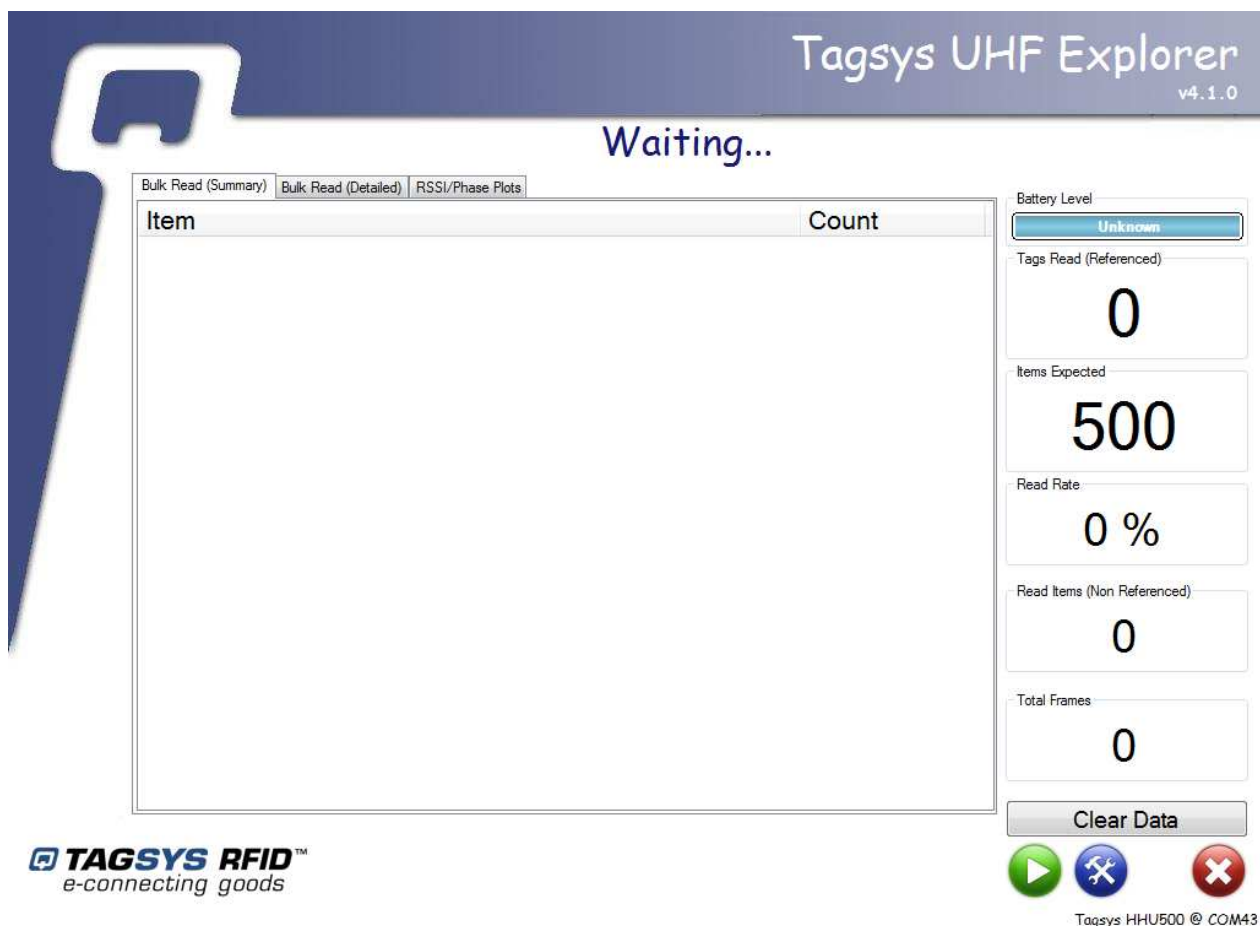 Tagsys UHF Explorer
v4.1.0
Waiting...
Bulk Read (Summary) Bulk Read (Detailed) RSSI/Phase Plots
Item Count
Battery Level
Unknown
Tags Read (Referenced)
0
Items Expected
500
Read Rate
0 %
Read Items (Non Referenced)
0
Total Frames
0
Clear Data
TAGSYS RFID™
e-connecting goods
Tagsys HHU500 @ COM43